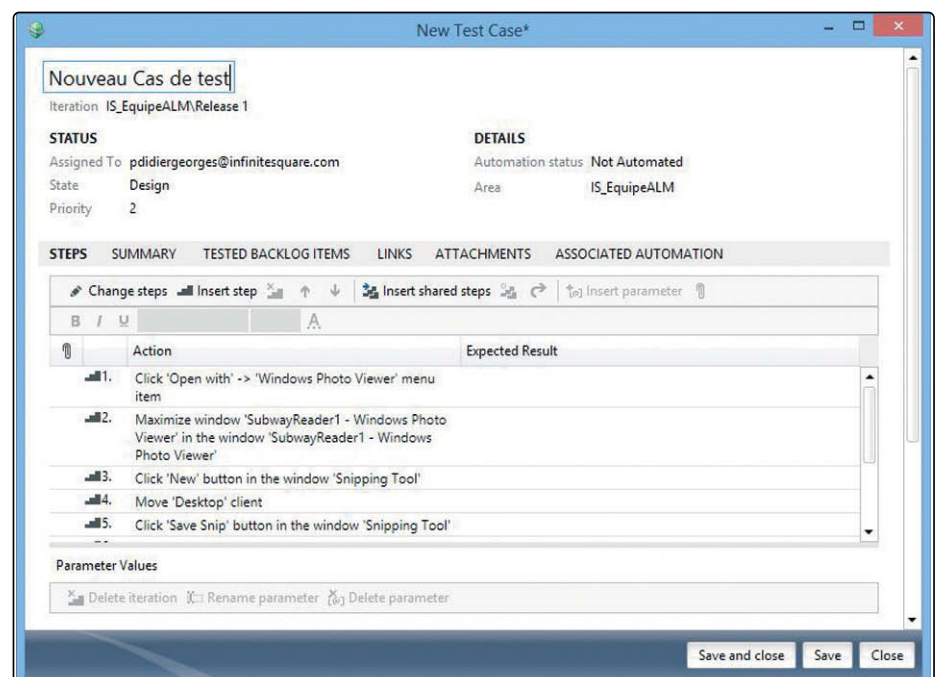 New Test Case*
Nouveau Cas de test
Iteration IS_EquipeALM\Release 1
STATUS
DETAILS
Assigned To pdidiergeorges@infinitesquare.com
Automation status Not Automated
State Design
Area IS_EquipeALM
Priority 2
STEPS SUMMARY TESTED BACKLOG ITEMS LINKS ATTACHMENTS ASSOCIATED AUTOMATION
Change steps Insert step Insert shared steps Insert parameter
B I U A
Action Expected Result
1. Click 'Open with' -> 'Windows Photo Viewer' menu
item
2. Maximize window 'SubwayReader1 - Windows Photo
Viewer' in the window 'SubwayReader1 - Windows
Photo Viewer'
3. Click 'New' button in the window 'Snipping Tool'
4. Move 'Desktop' client
5. Click 'Save Snip' button in the window 'Snipping Tool'
Parameter Values
Delete iteration Rename parameter Delete parameter
Save and close Save Close